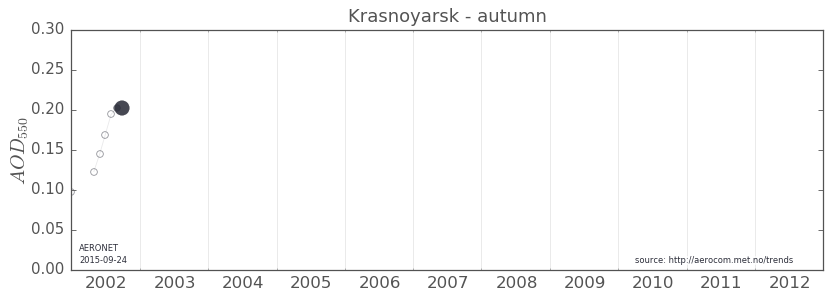 Krasnoyarsk - autumn
0.30
0.25
0.20
0.15
0.10
0.05
0.00
AOD550
AERONET
2015-09-24
source: http://aerocom.met.no/trends
2002 2003 2004 2005 2006 2007 2008 2009 2010 2011 2012